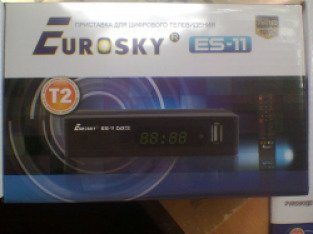 ПРИСТАВКА ДЛЯ ЦИФРОВОГО ТЕЛЕВИДЕНИЯ
EUROSKY® ES-11
T2
EUROSKY ES-11
88:88